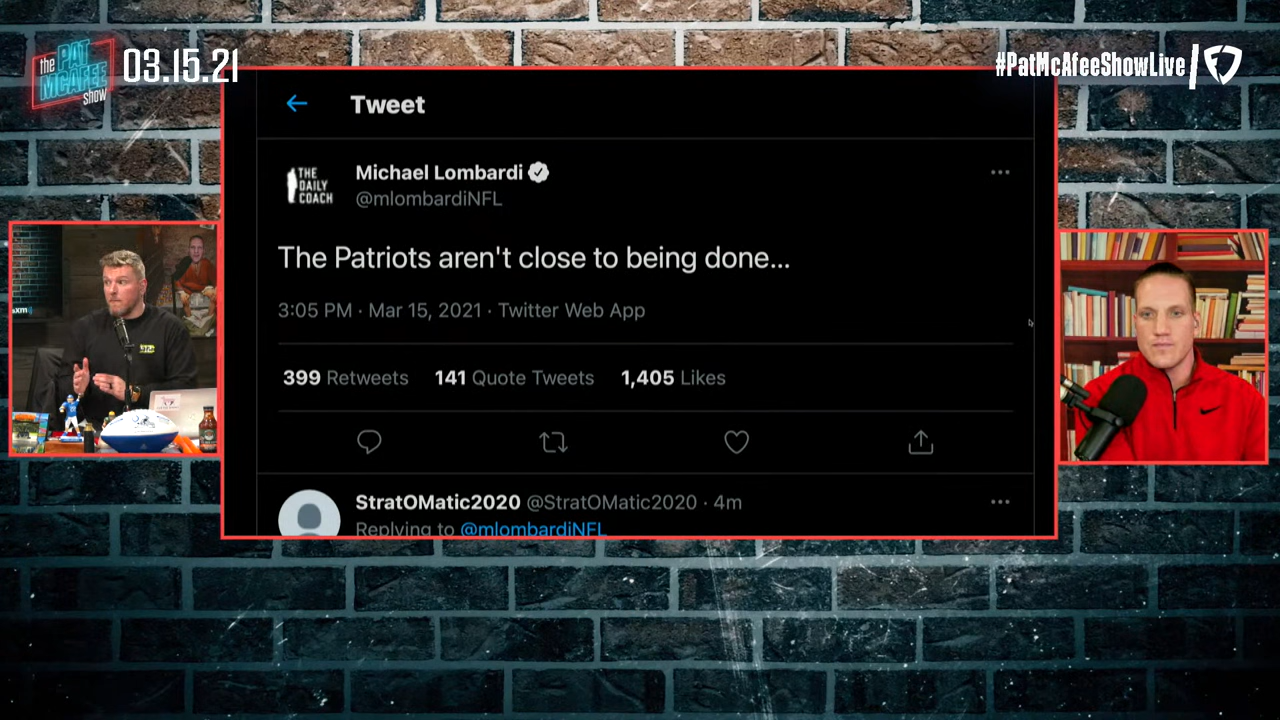 the PAT MCAFEE show
03.15.21
#PatMcAfeeShowLive
Tweet
THE DAILY COACH
Michael Lombardi
@mlombardiNFL
The Patriots aren't close to being done...
3:05 PM · Mar 15, 2021 · Twitter Web App
399 Retweets 141 Quote Tweets 1,405 Likes
StratOMatic2020 @StratOMatic2020 · 4m
Replying to @mlombardiNFL